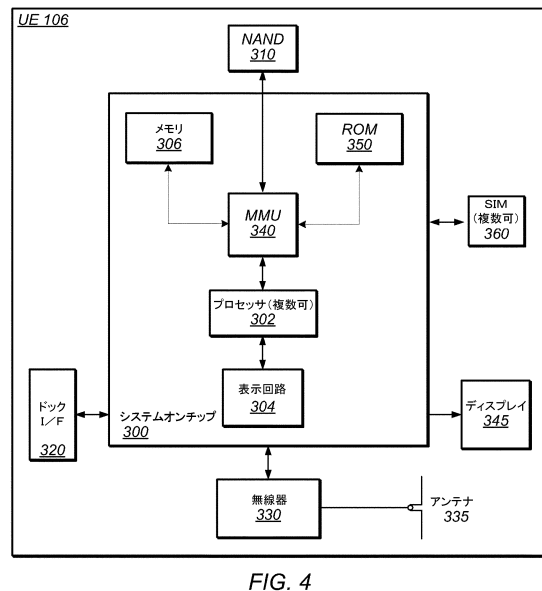 UE 106
NAND
310
メモリ
306
ROM
350
MMU
340
SIM
(複数可)
360
プロセッサ(複数可)
302
表示回路
304
ドック
I/F
320
システムオンチップ
300
ディスプレイ
345
無線器
330
アンテナ
335
FIG. 4